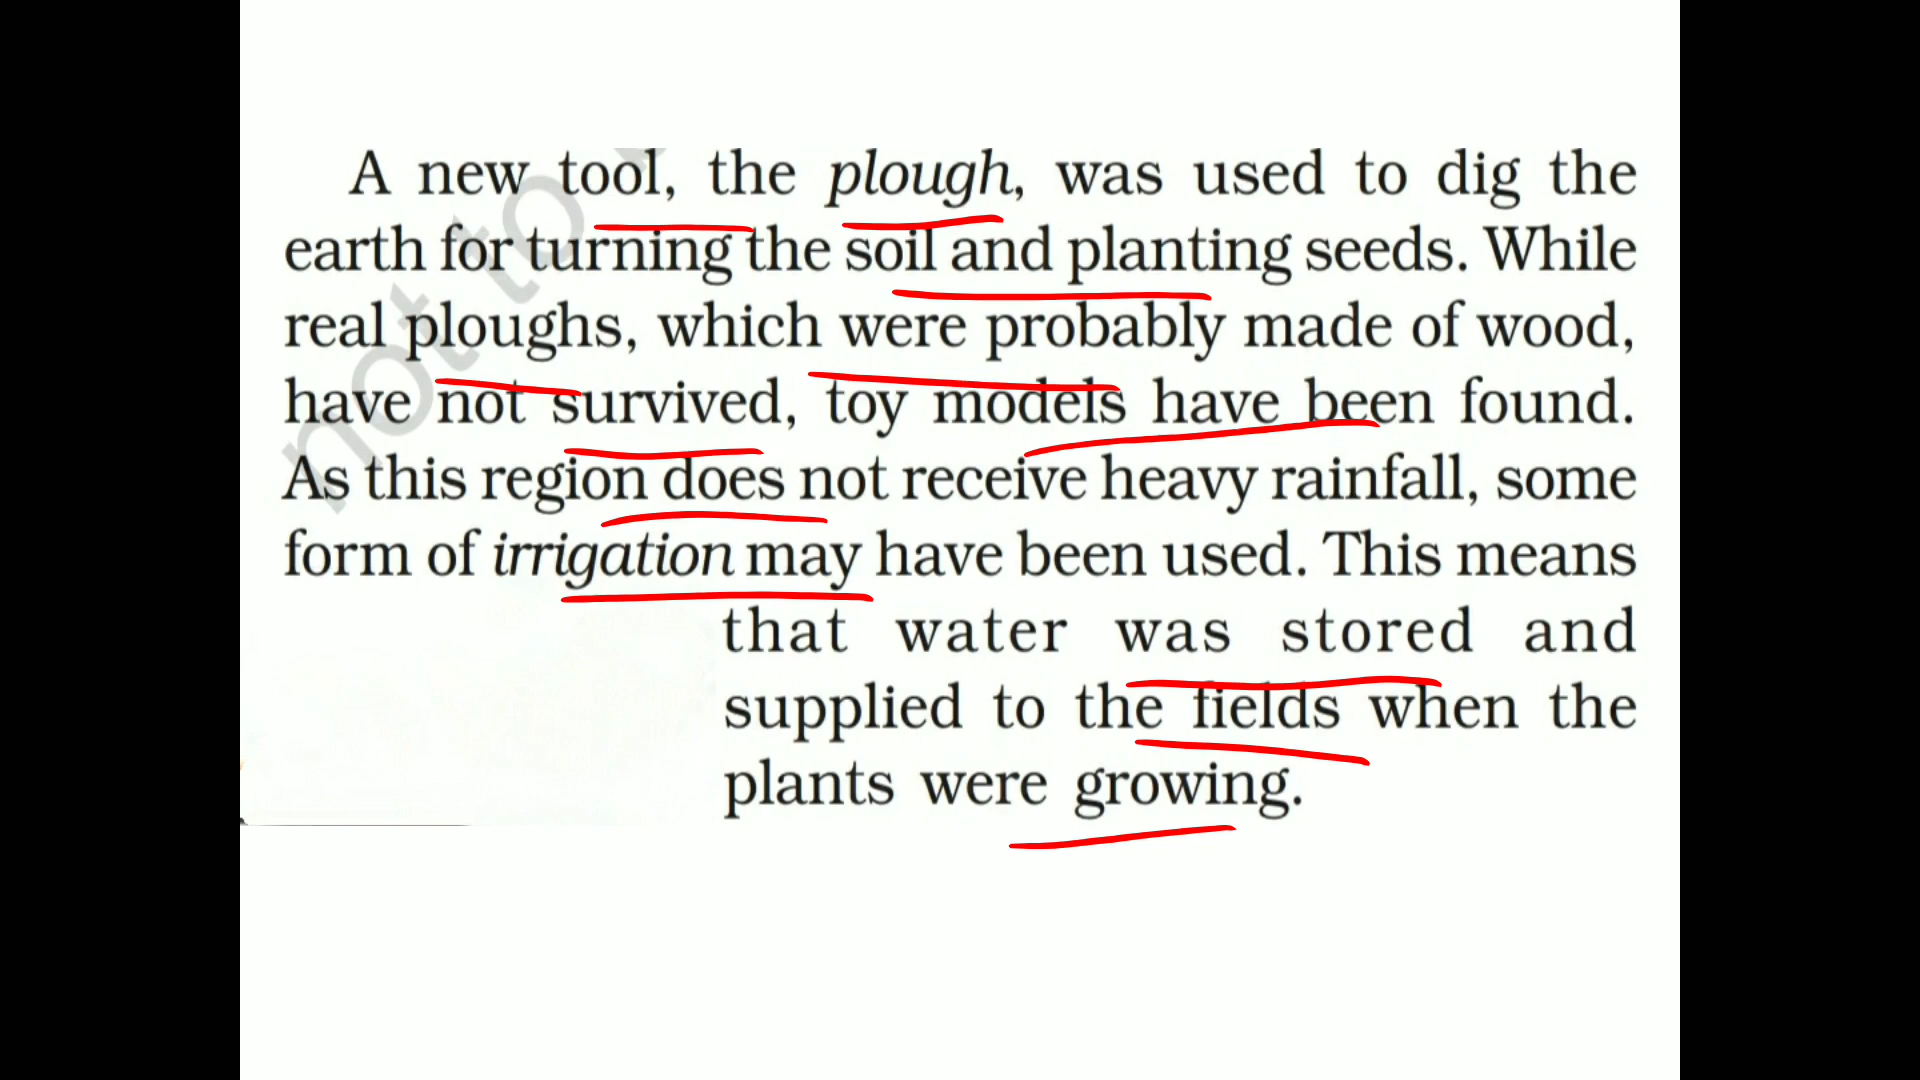 A new tool, the plough, was used to dig the
earth for turning the soil and planting seeds. While
real ploughs, which were probably made of wood,
have not survived, toy models have been found.
As this region does not receive heavy rainfall, some
form of irrigation may have been used. This means
that water was stored and
supplied to the fields when the
plants were growing.
not to